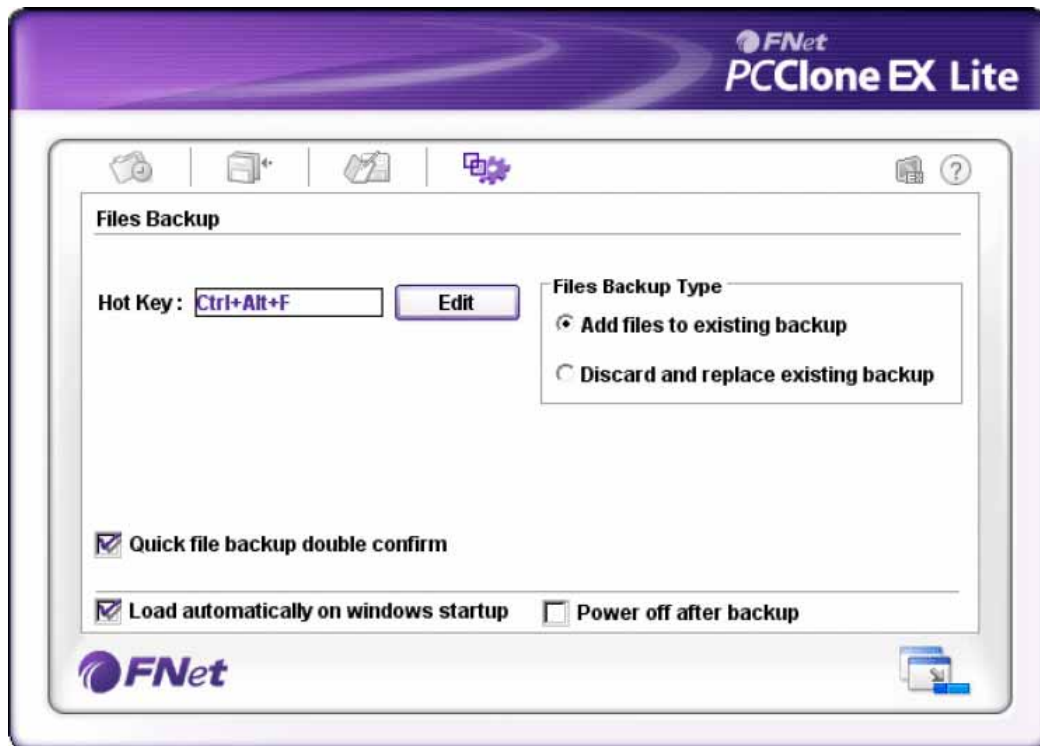 FNet
PCClone EX Lite
EX
?
Files Backup
Hot Key : Ctrl+Alt+F
Edit
Files Backup Type
Add files to existing backup
Discard and replace existing backup
Quick file backup double confirm
Load automatically on windows startup
Power off after backup
FNet